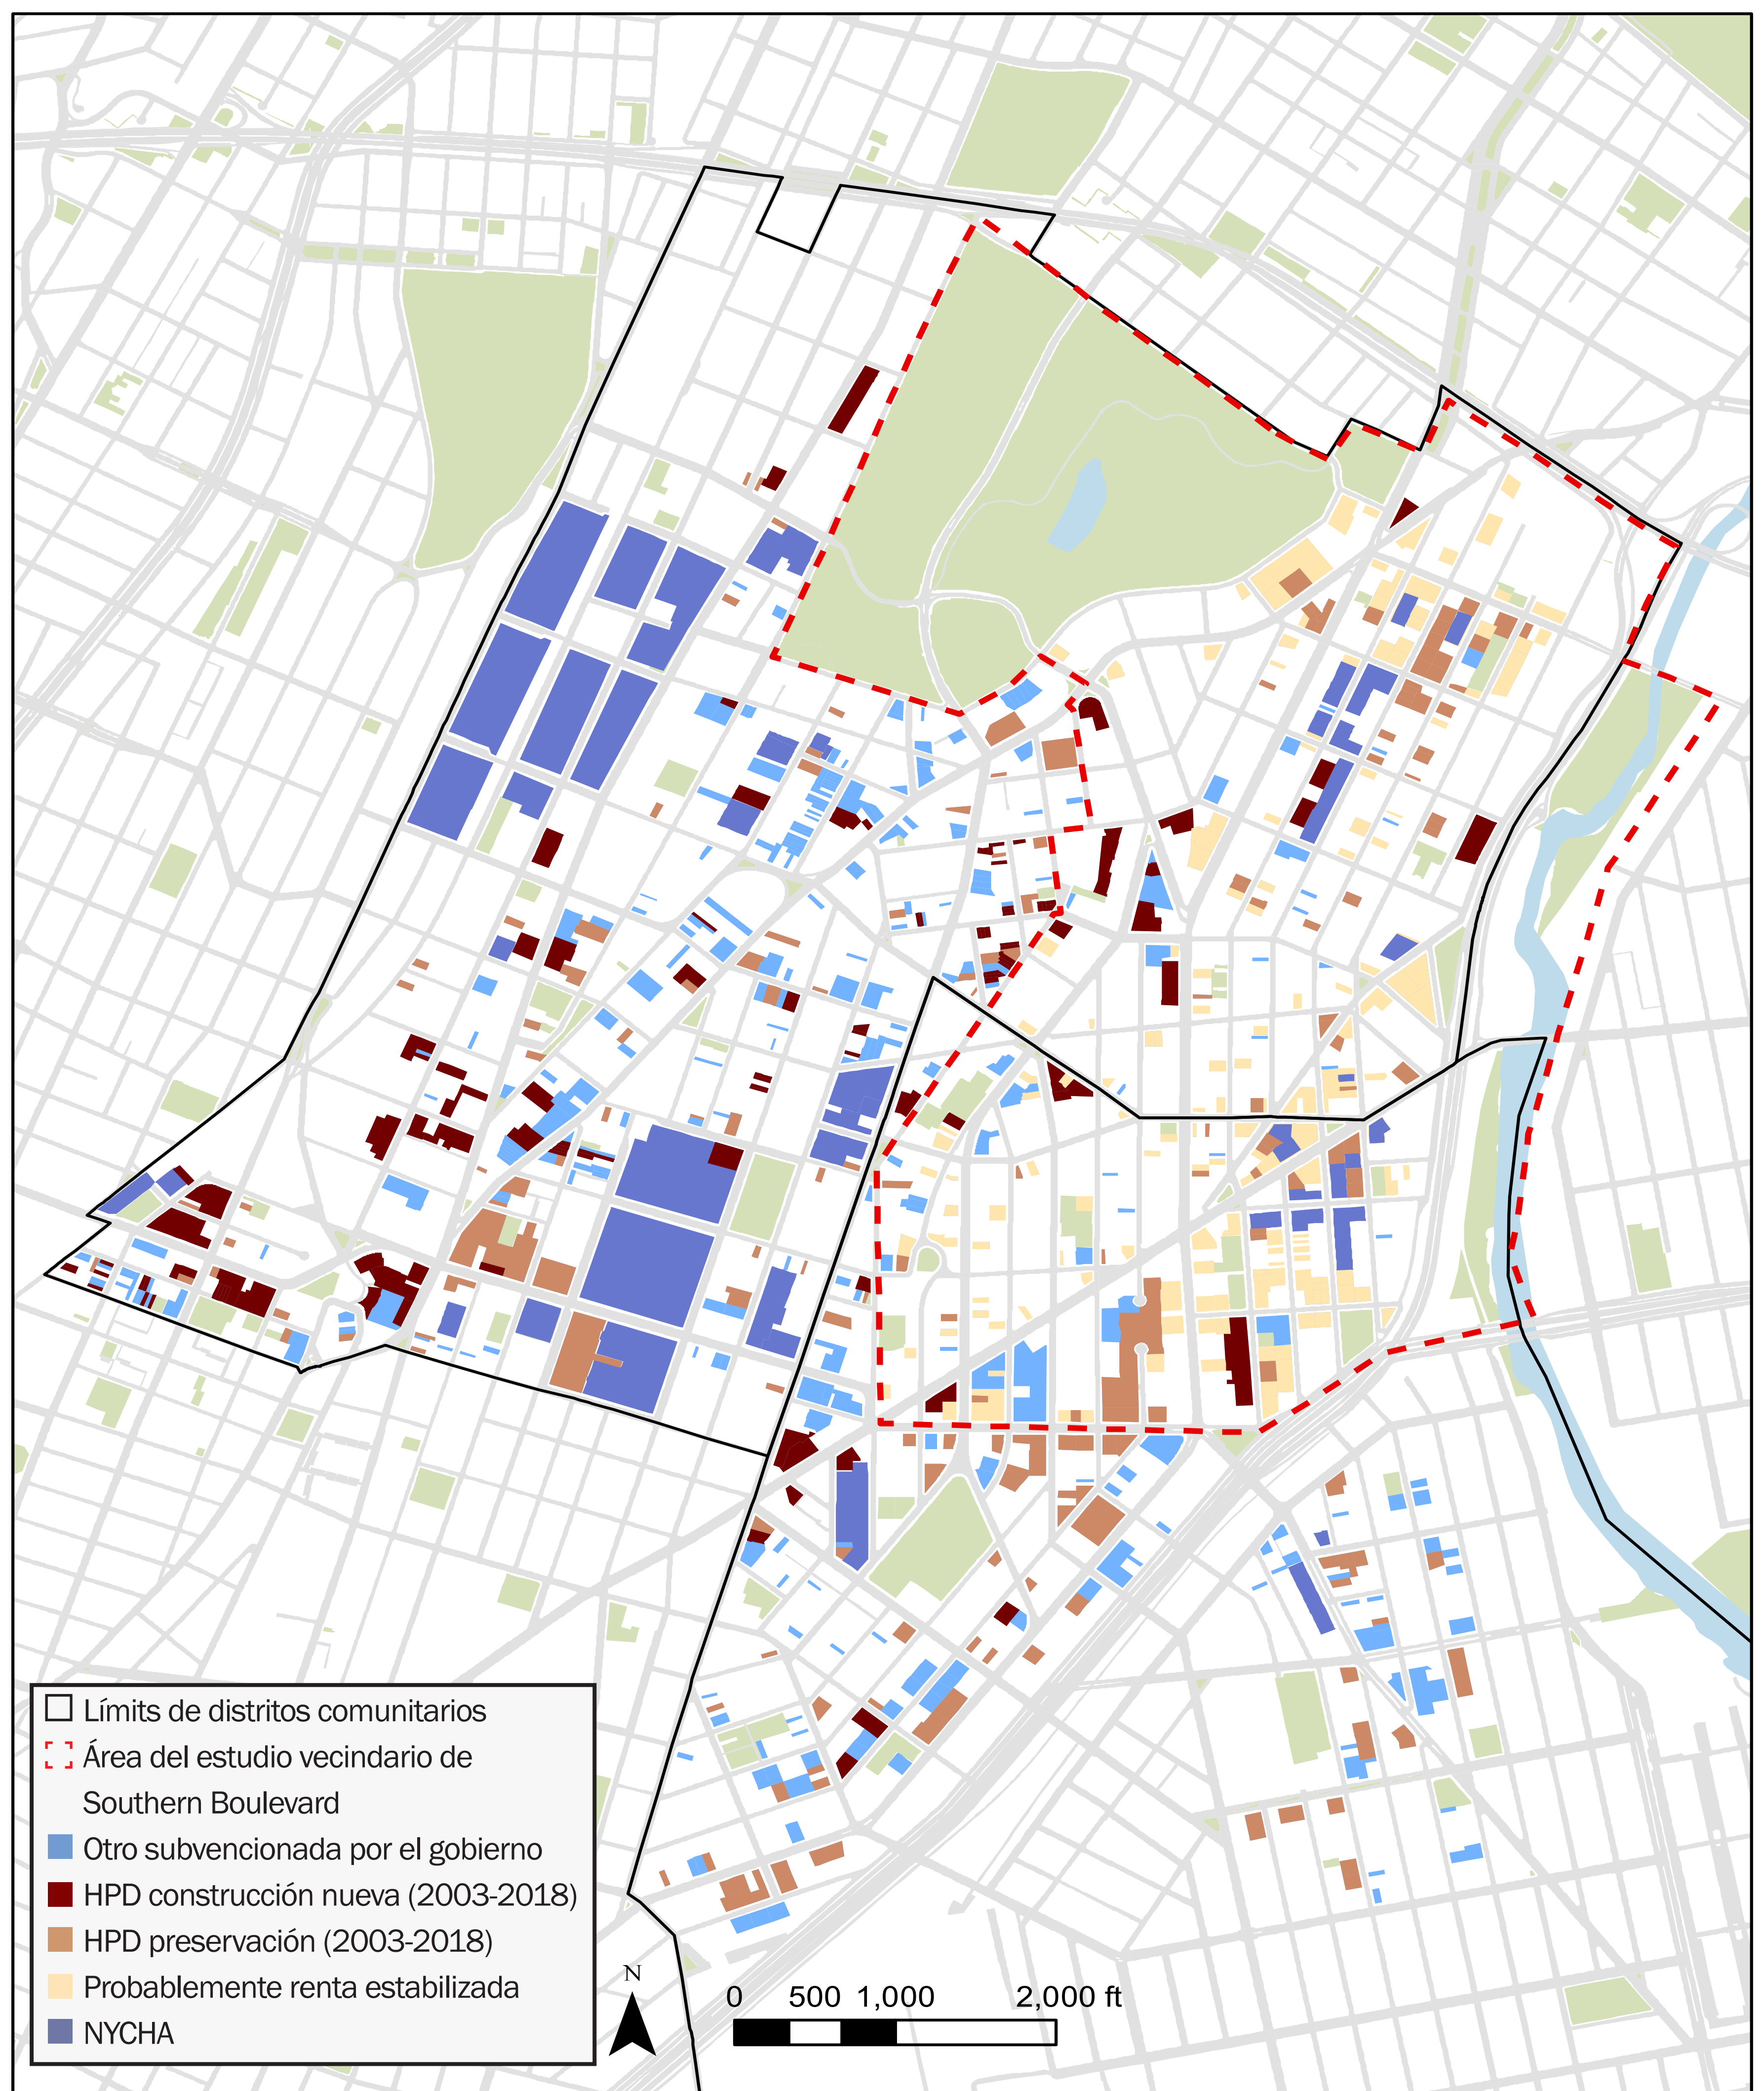 Límits de distritos comunitarios
Área del estudio vecindario de
Southern Boulevard
Otro subvencionada por el gobierno
HPD construcción nueva (2003-2018)
HPD preservación (2003-2018)
Probablemente renta estabilizada
NYCHA
N
0 500 1,000 2,000 ft